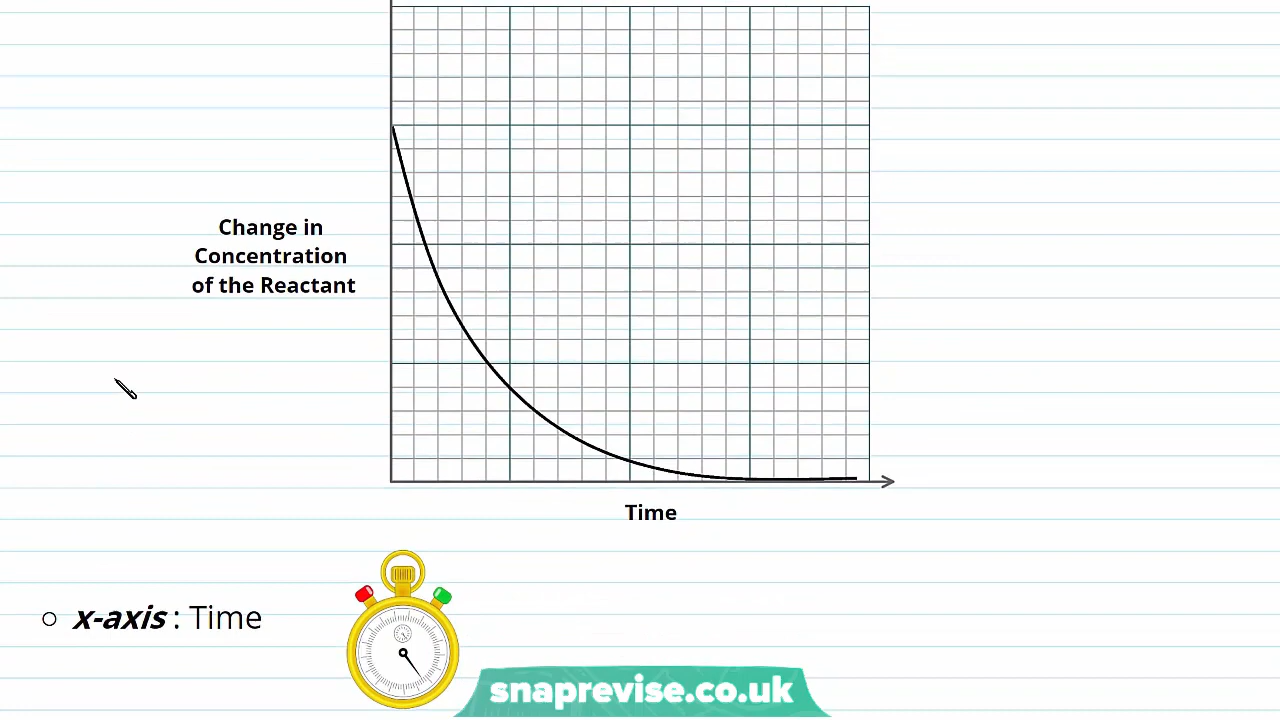 Change in
Concentration
of the Reactant
Time
x-axis : Time
snaprevise.co.uk